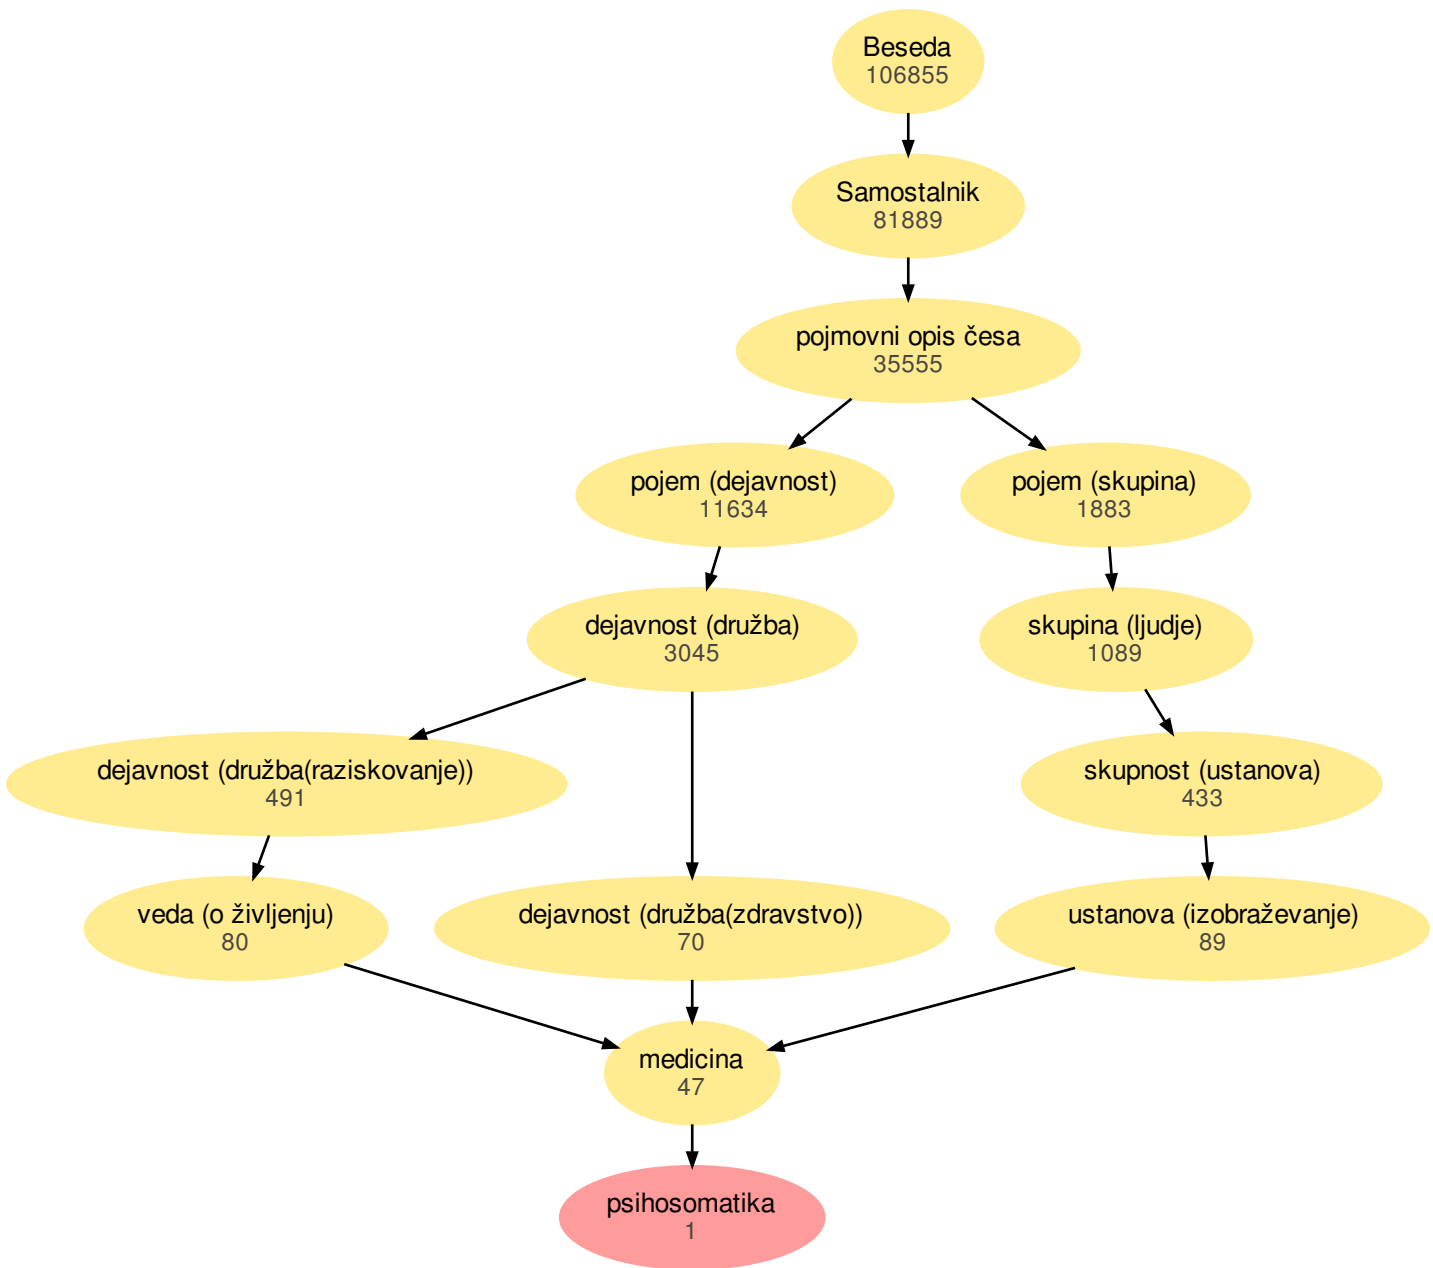 Beseda
106855
Samostalnik
81889
pojmovni opis česa
35555
pojem (dejavnost)
11634
pojem (skupina)
1883
dejavnost (družba)
3045
skupina (ljudje)
1089
dejavnost (družba(raziskovanje))
491
skupnost (ustanova)
433
veda (o življenju)
80
dejavnost (družba(zdravstvo))
70
ustanova (izobraževanje)
89
medicina
47
psihosomatika
1